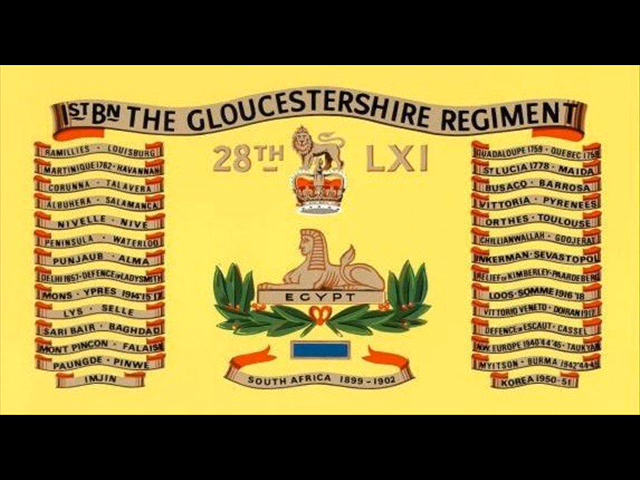 1ST BN THE GLOUCESTERSHIRE REGIMENT
28TH LXI
RAMILLIES · LOUISBURG
MARTINIQUE 1762 · HAVANNAH
CORUNNA · TALAVERA
ALBUHERA · SALAMANCA
NIVELLE · NIVE
PENINSULA · WATERLOO
PUNJAUB · ALMA
DELHI 1857 · DEFENCE OF LADYSMITH
MONS · YPRES 1914 '15 '17
LYS · SELLE
SARI BAIR · BAGHDAD
MONT PINCON · FALAISE
PAUNGDE · PINWE
IMJIN
EGYPT
SOUTH AFRICA 1899-1902
GUADALOUPE 1759 · QUEBEC 1759
ST LUCIA 1778 · MAIDA
BUSACO · BARROSA
VITTORIA · PYRENEES
ORTHES · TOULOUSE
CHILLIANWALLAH · GOOJERAT
INKERMAN · SEVASTOPOL
RELIEF OF KIMBERLEY · PAARDEBERG
LOOS · SOMME 1916 '18
VITTORIO VENETO · DOIRAN 1917
DEFENCE OF ESCAUT · CASSEL
N.W. EUROPE 1940 '44 '45 · TAUKYAN
MYITSON · BURMA 1942 '44 '45
KOREA 1950-51